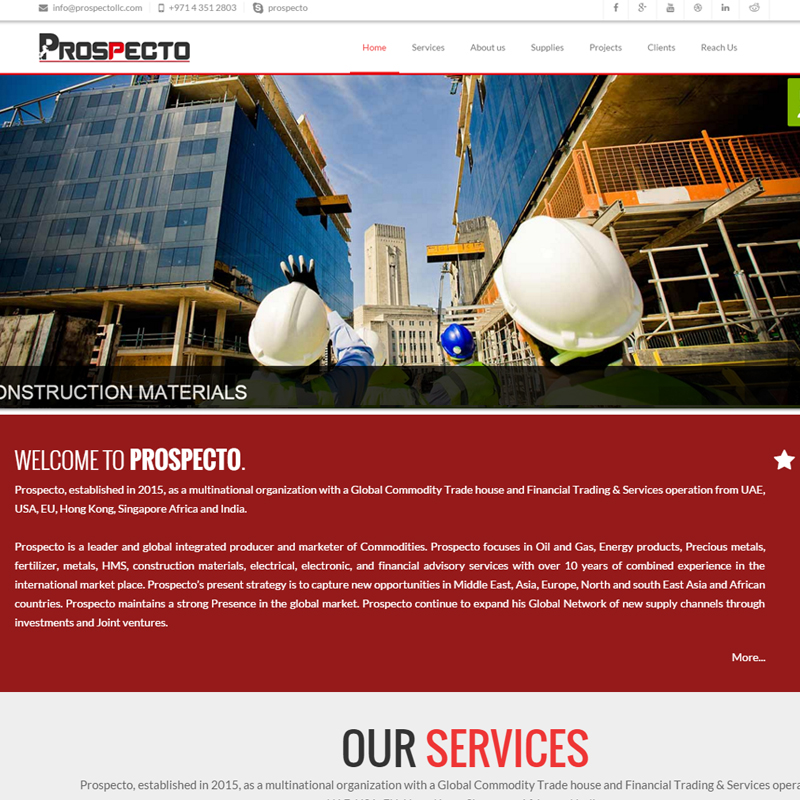 info@prospectollc.com +971 4 351 2803 prospecto
PROSPECTO
Home Services About us Supplies Projects Clients Reach Us
ONSTRUCTION MATERIALS
WELCOME TO PROSPECTO.
Prospecto, established in 2015, as a multinational organization with a Global Commodity Trade house and Financial Trading & Services operation from UAE,
USA, EU, Hong Kong, Singapore Africa and India.
Prospecto is a leader and global integrated producer and marketer of Commodities. Prospecto focuses in Oil and Gas, Energy products, Precious metals,
fertilizer, metals, HMS, construction materials, electrical, electronic, and financial advisory services with over 10 years of combined experience in the
international market place. Prospecto's present strategy is to capture new opportunities in Middle East, Asia, Europe, North and south East Asia and African
countries. Prospecto maintains a strong Presence in the global market. Prospecto continue to expand his Global Network of new supply channels through
investments and Joint ventures.
More...
OUR SERVICES
Prospecto, established in 2015, as a multinational organization with a Global Commodity Trade house and Financial Trading & Services opera